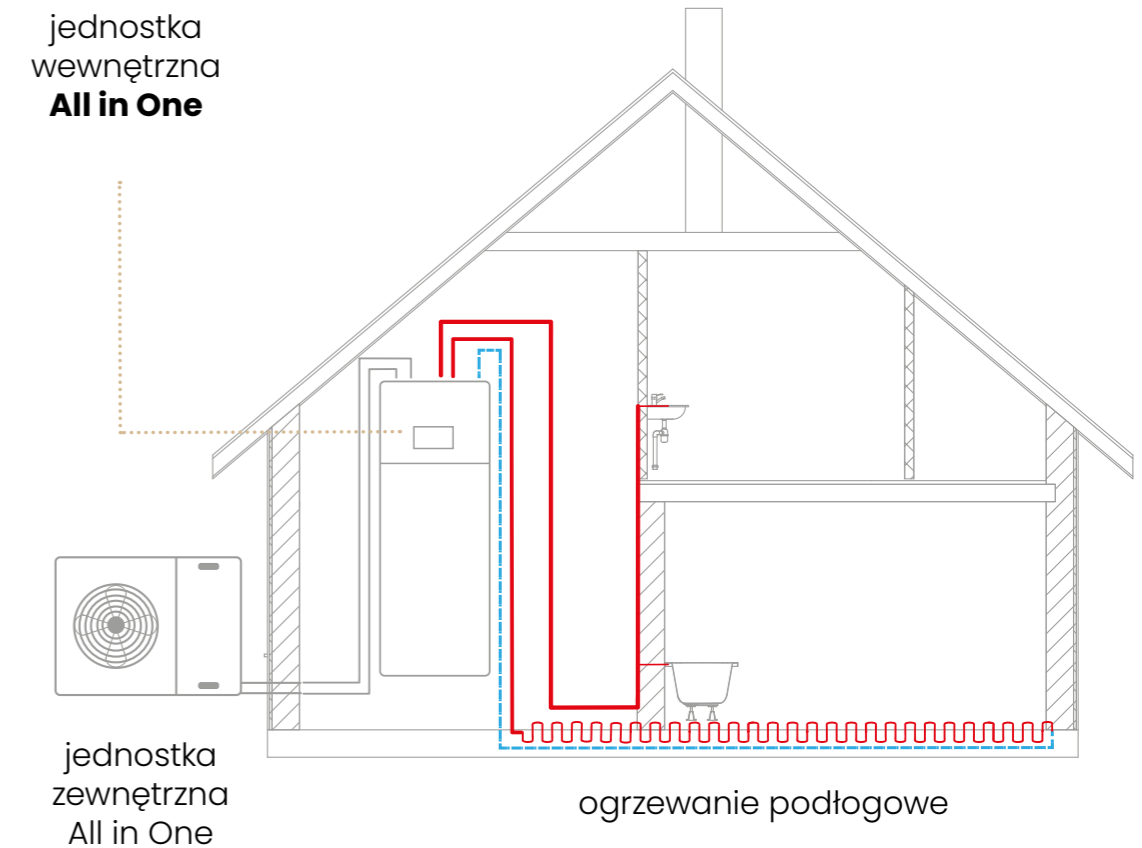 jednostka
wewnętrzna
All in One
jednostka
zewnętrzna
All in One
ogrzewanie podłogowe